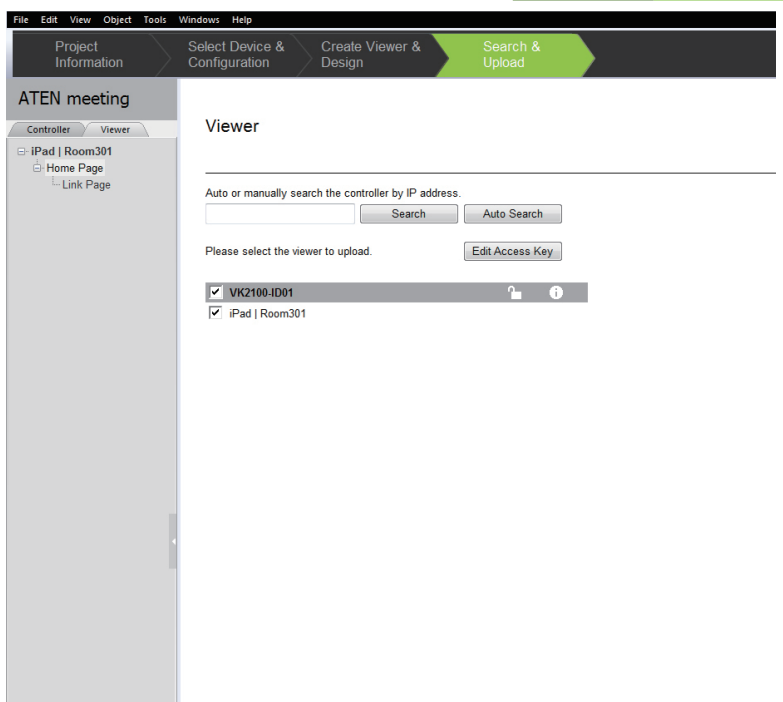 File Edit View Object Tools Windows Help
Project Information
Select Device & Configuration
Create Viewer & Design
Search & Upload
ATEN meeting
Controller Viewer
iPad | Room301
Home Page
Link Page
Viewer
Auto or manually search the controller by IP address.
Search Auto Search
Please select the viewer to upload. Edit Access Key
VK2100-ID01
iPad | Room301